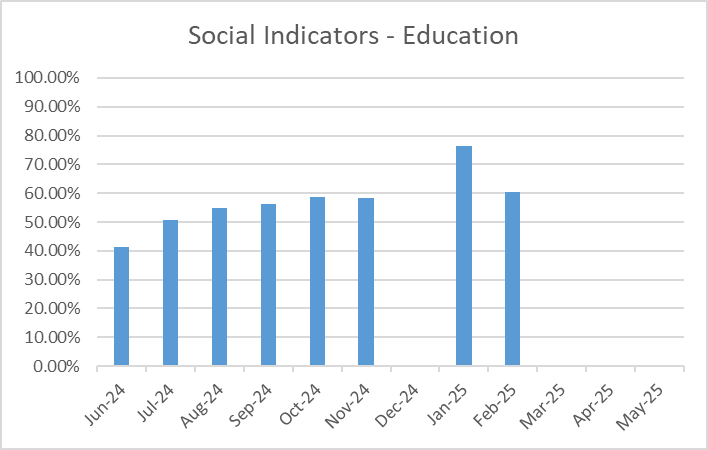 Social Indicators - Education
100.00%
90.00%
80.00%
70.00%
60.00%
50.00%
40.00%
30.00%
20.00%
10.00%
0.00%
Jun-24
Jul-24
Aug-24
Sep-24
Oct-24
Nov-24
Dec-24
Jan-25
Feb-25
Mar-25
Apr-25
May-25